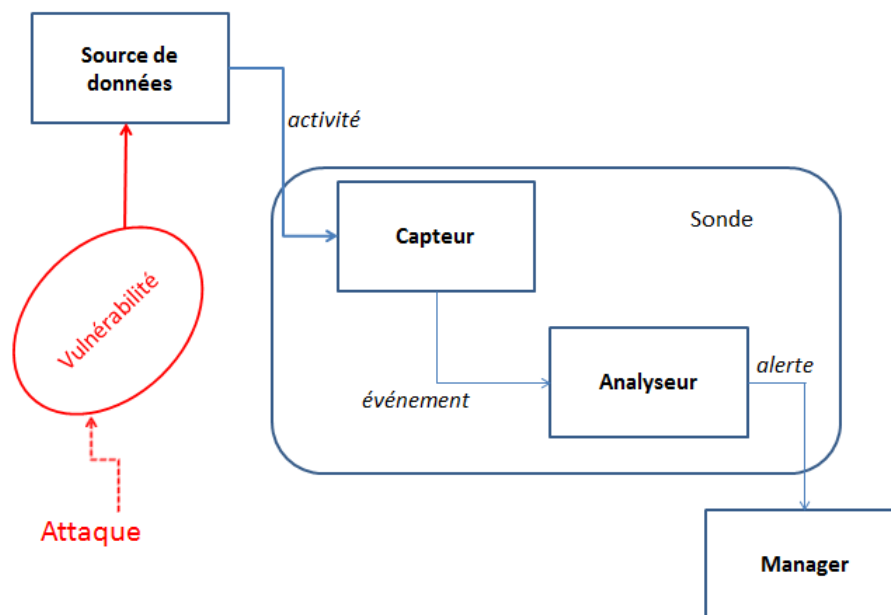 Source de
données
activité
Capteur
Sonde
Vulnérabilité
événement
Analyseur
alerte
Attaque
Manager